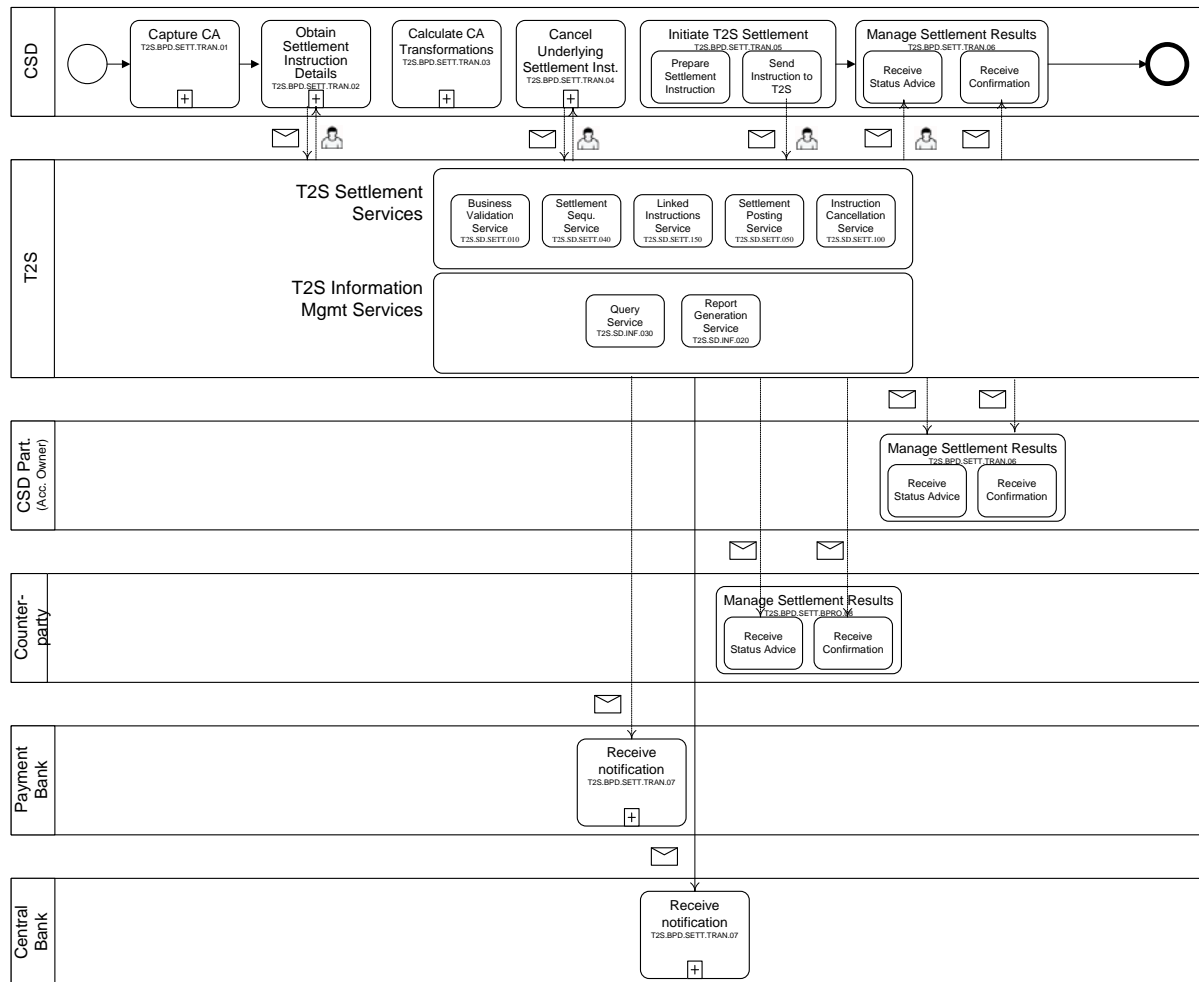 CSD
Capture CA
T2S.BPD.SETT.TRAN.01
Obtain
Settlement
Instruction
Details
T2S.BPD.SETT.TRAN.02
Calculate CA
Transformations
T2S.BPD.SETT.TRAN.03
Cancel
Underlying
Settlement Inst.
T2S.BPD.SETT.TRAN.04
Initiate T2S Settlement
T2S.BPD.SETT.TRAN.05
Prepare
Settlement
Instruction
Send
Instruction to
T2S
Manage Settlement Results
T2S.BPD.SETT.TRAN.06
Receive
Status Advice
Receive
Confirmation
T2S
T2S Settlement
Services
Business
Validation
Service
T2S.SD.SETT.010
Settlement
Sequ.
Service
T2S.SD.SETT.040
Linked
Instructions
Service
T2S.SD.SETT.150
Settlement
Posting
Service
T2S.SD.SETT.050
Instruction
Cancellation
Service
T2S.SD.SETT.100
T2S Information
Mgmt Services
Query
Service
T2S.SD.INF.030
Report
Generation
Service
T2S.SD.INF.020
CSD Part.
(Acc. Owner)
Manage Settlement Results
T2S.BPD.SETT.TRAN.06
Receive
Status Advice
Receive
Confirmation
Counter-
party
Manage Settlement Results
Receive
Status Advice
Receive
Confirmation
Payment
Bank
Receive
notification
T2S.BPD.SETT.TRAN.07
Central
Bank
Receive
notification
T2S.BPD.SETT.TRAN.07